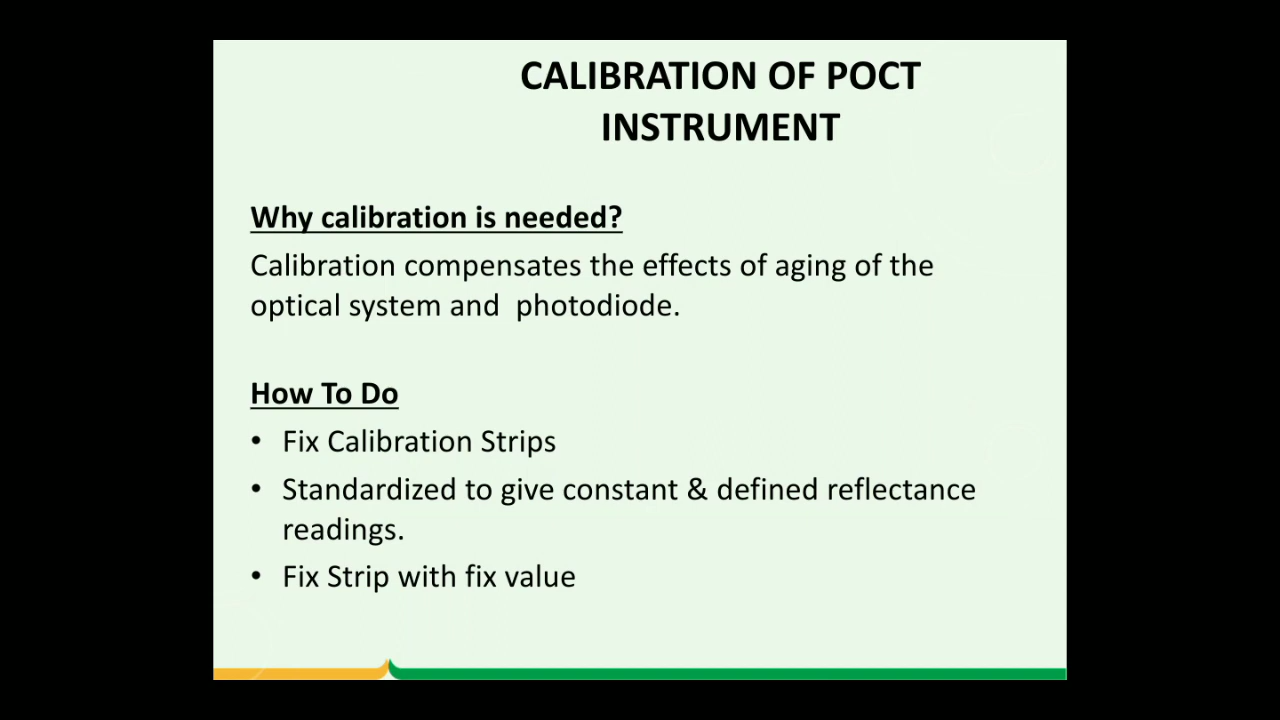 CALIBRATION OF POCT
INSTRUMENT
Why calibration is needed?
Calibration compensates the effects of aging of the
optical system and  photodiode.
How To Do
• Fix Calibration Strips
• Standardized to give constant & defined reflectance
readings.
• Fix Strip with fix value